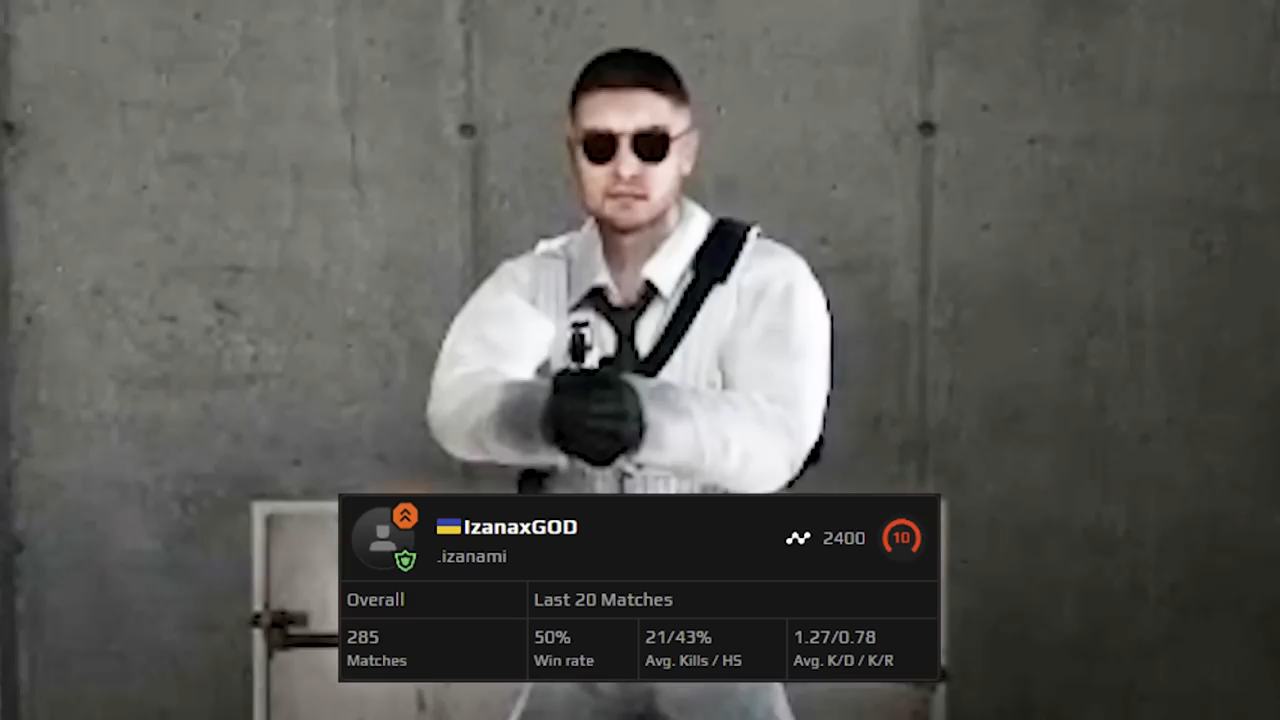 IzanaxGOD
2400 10
.izanami
Overall
Last 20 Matches
285 50% 21/43% 1.27/0.78
Matches Win rate Avg. Kills / HS Avg. K/D / K/R